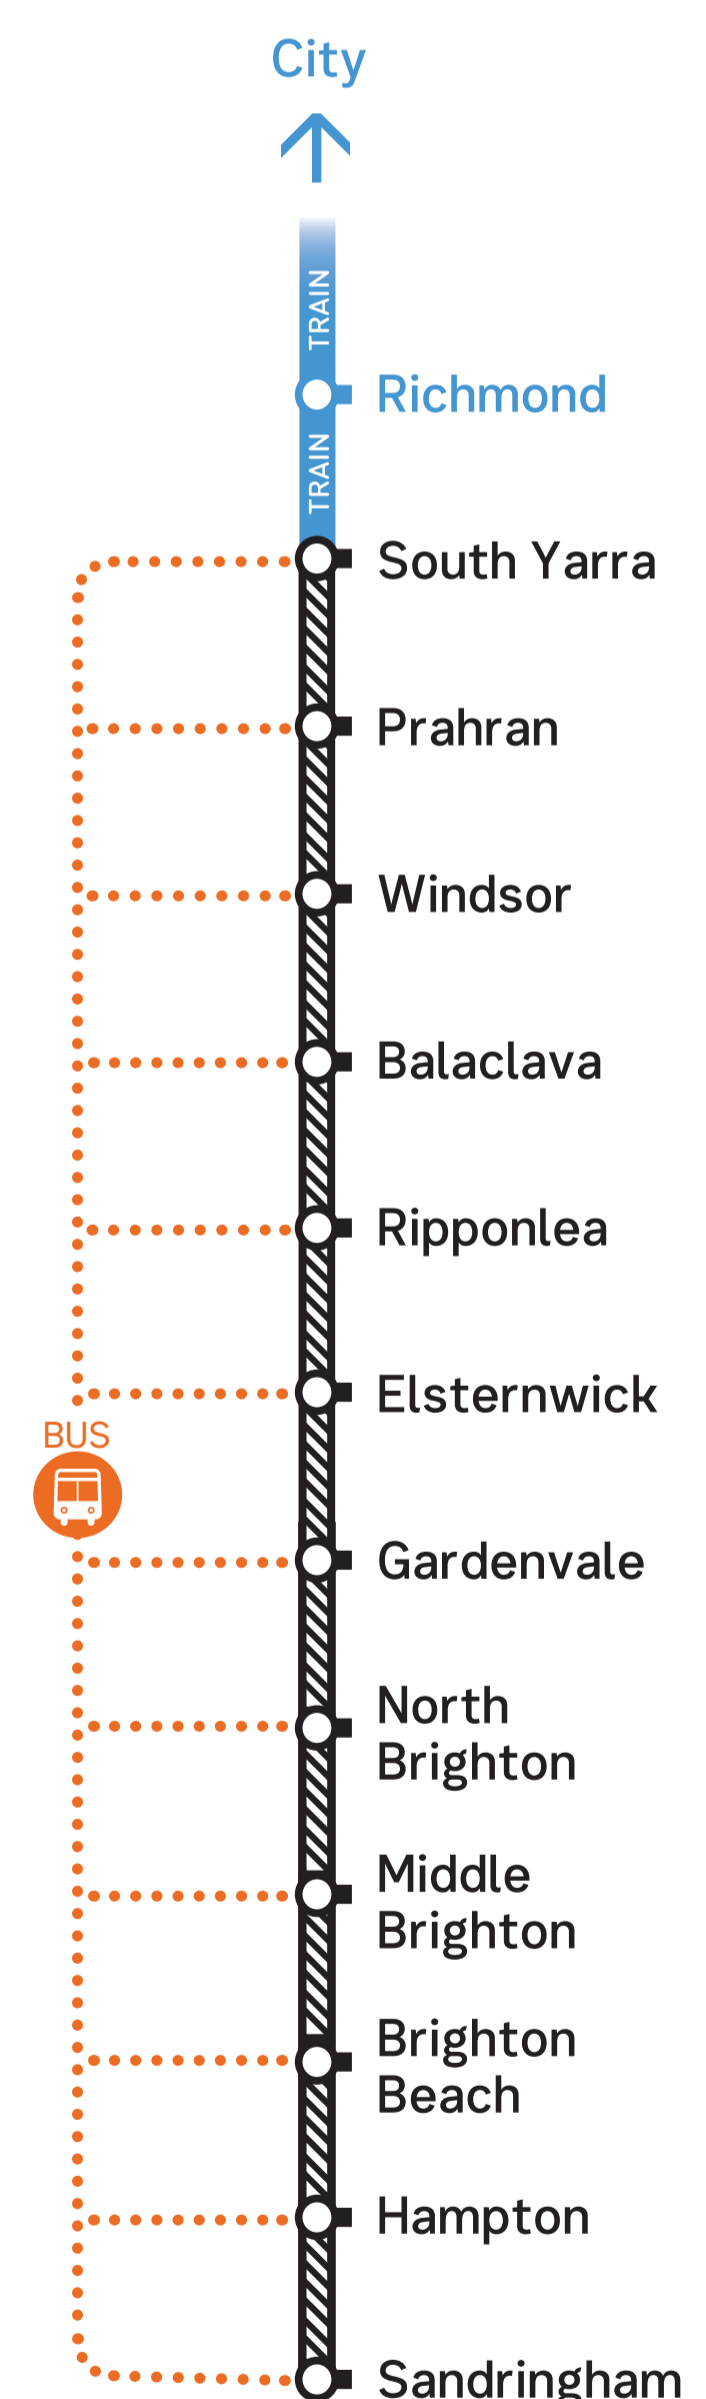 City
TRAIN
Richmond
TRAIN
South Yarra
Prahran
Windsor
Balaclava
Ripponlea
Elsternwick
BUS
Gardenvale
North
Brighton
Middle
Brighton
Brighton
Beach
Hampton
Sandringham